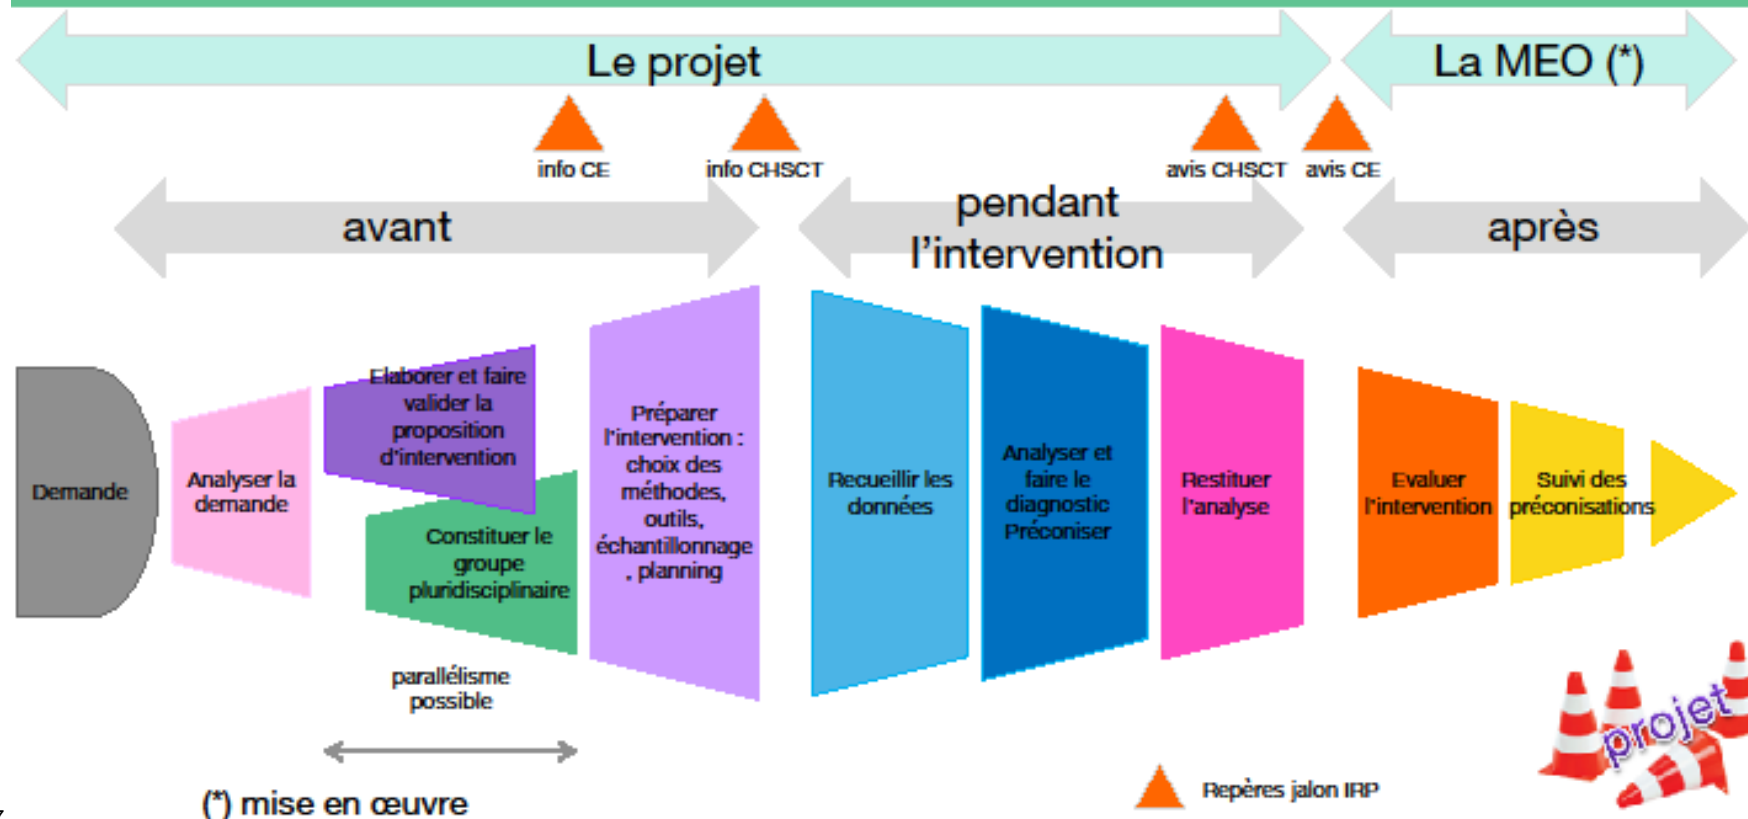 Le projet
La MEO (*)
info CE
info CHSCT
avis CHSCT
avis CE
avant
pendant
l'intervention
après
Demande
Analyser la
demande
Elaborer et faire
valider la
proposition
d'intervention
Constituer le
groupe
pluridisciplinaire
Préparer
l'intervention :
choix des
méthodes,
outils,
échantillonnage
, planning
Recueillir les
données
Analyser et
faire le
diagnostic
Préconiser
Restituer
l'analyse
Evaluer
l'intervention
Suivi des
préconisations
parallélisme
possible
projet
Repères jalon IRP
(*) mise en œuvre